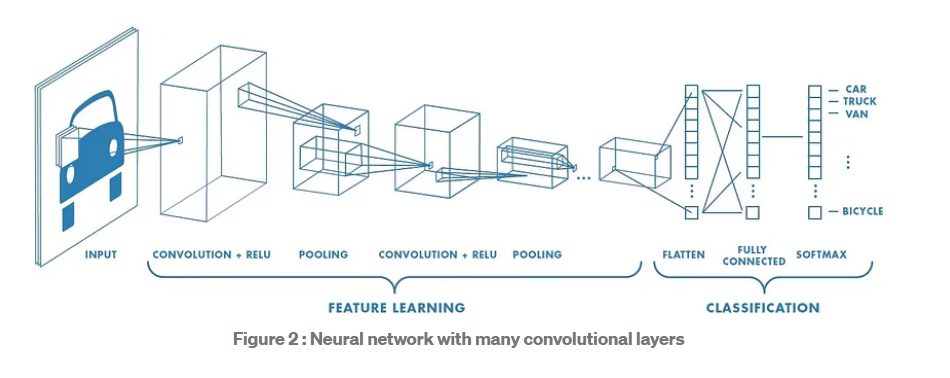 CAR
TRUCK
VAN
BICYCLE
INPUT
CONVOLUTION + RELU
POOLING
CONVOLUTION + RELU
POOLING
FLATTEN
FULLY
CONNECTED
SOFTMAX
FEATURE LEARNING
CLASSIFICATION
Figure 2 : Neural network with many convolutional layers